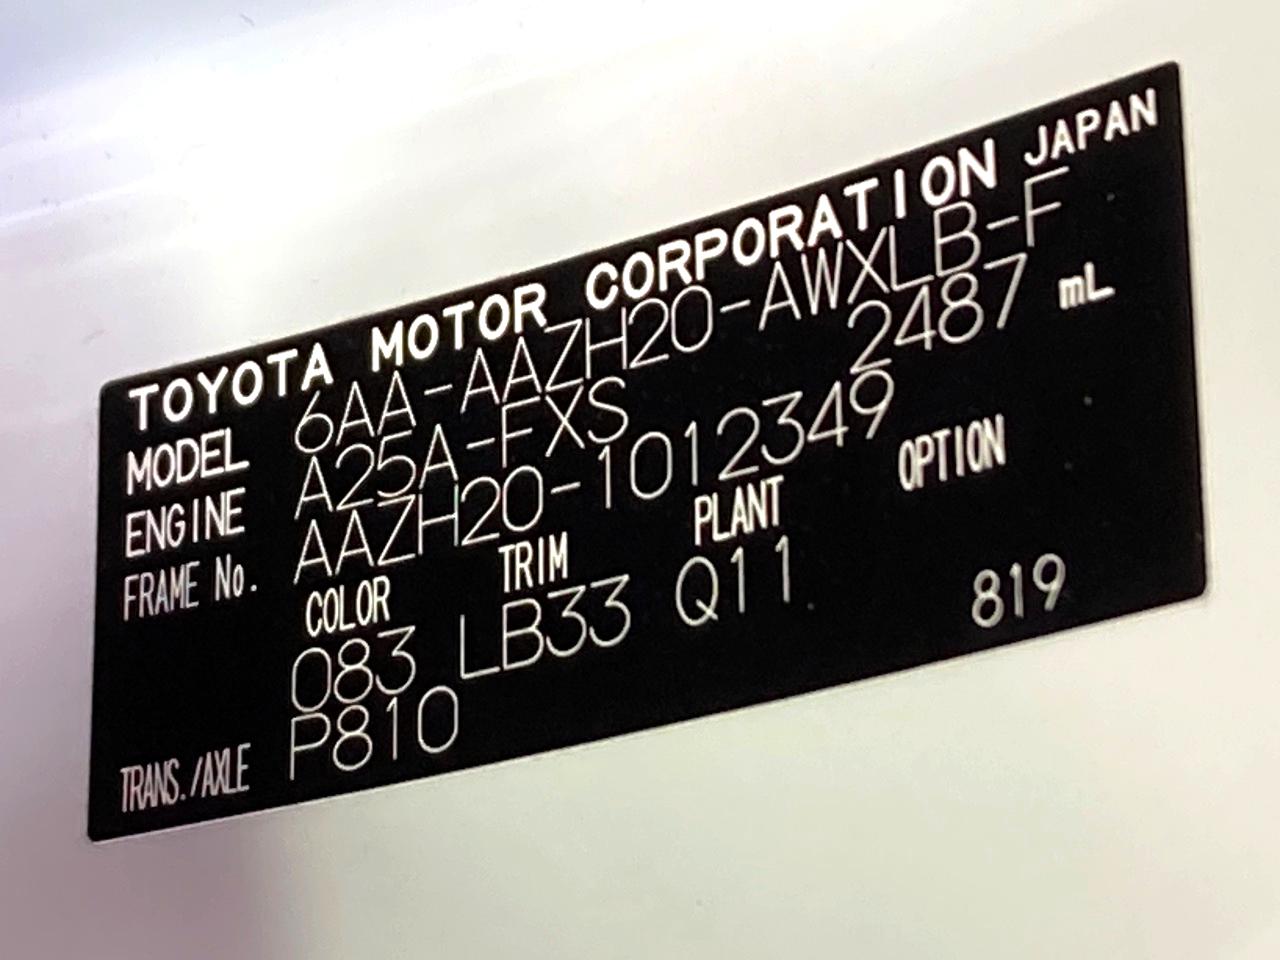 TOYOTA MOTOR CORPORATION JAPAN
MODEL 6AA-AAZH20-AWXLB-F
ENGINE A25A-FXS 2487 mL
FRAME No. AAZH20-1012349
COLOR TRIM PLANT OPTION
083 LB33 Q11
TRANS./AXLE P810 819